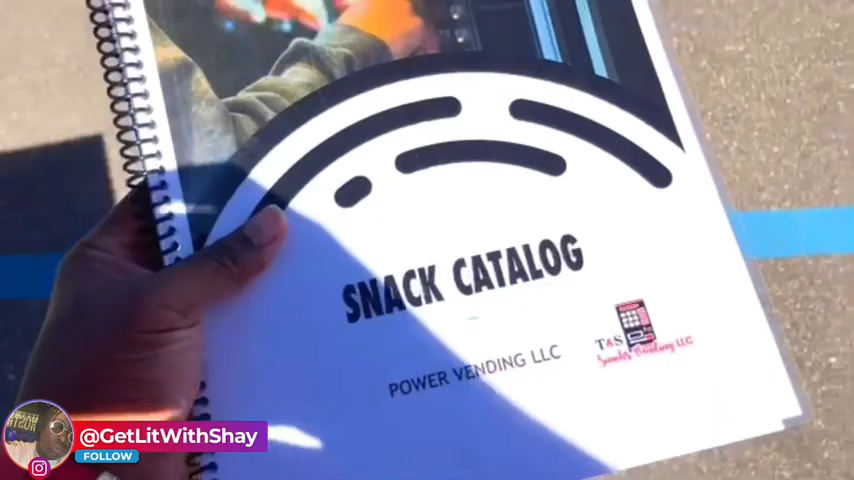 SNACK CATALOG
POWER VENDING LLC
T&S
@GetLitWithShay
FOLLOW